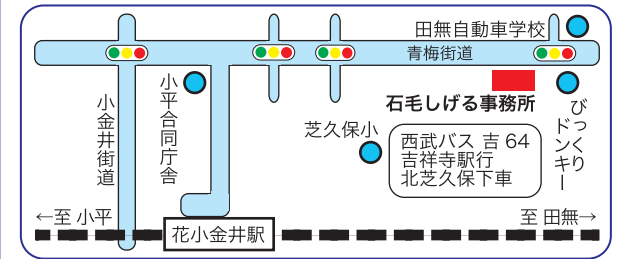 田無自動車学校
青梅街道
小平合同庁舎
石毛しげる事務所
小金井街道
芝久保小
びっくり
ドンキー
西武バス 吉64
吉祥寺駅行
北芝久保下車
←至 小平
至 田無→
花小金井駅